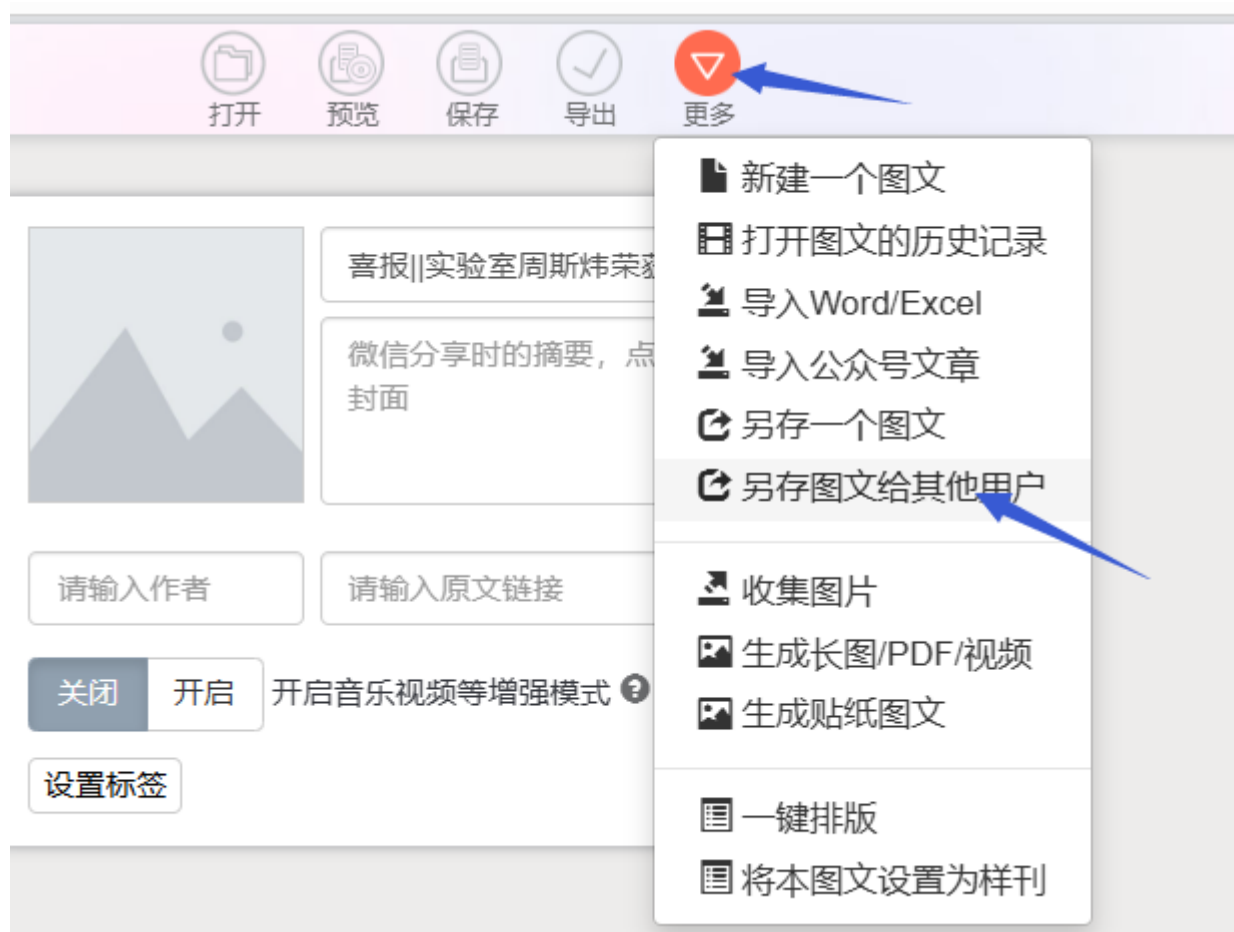 打开 预览 保存 导出 更多
新建一个图文
打开图文的历史记录
导入Word/Excel
导入公众号文章
另存一个图文
另存图文给其他用户
收集图片
生成长图/PDF/视频
生成贴纸图文
一键排版
将本图文设置为样刊
喜报||实验室周斯炜荣获
微信分享时的摘要，点
封面
请输入作者 请输入原文链接
关闭 开启 开启音乐视频等增强模式
设置标签